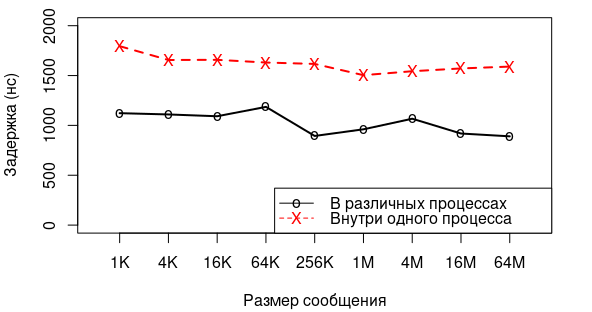 2000
1500
1000
500
0
Задержка (нс)
В различных процессах
Внутри одного процесса
1K 4K 16K 64K 256K 1M 4M 16M 64M
Размер сообщения